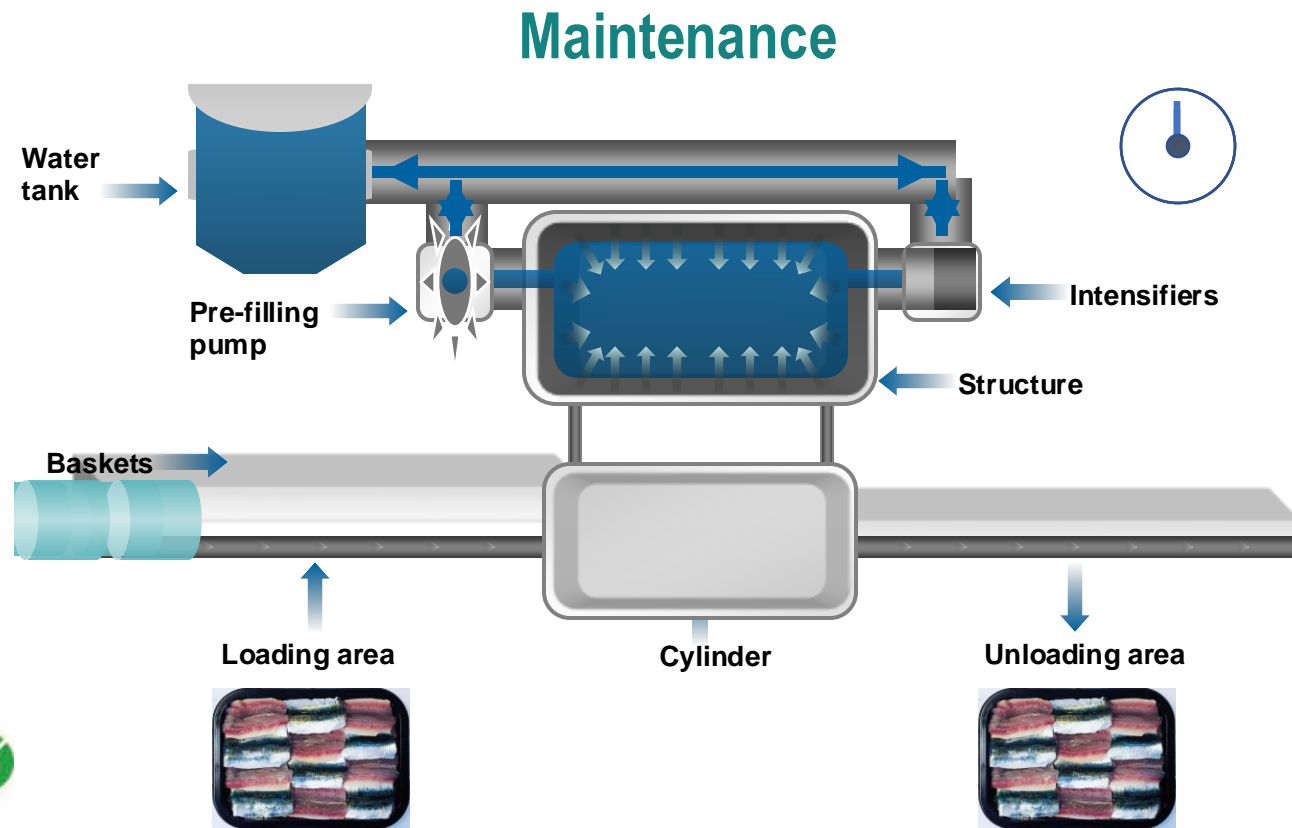 Maintenance
Water
tank
Pre-filling
pump
Intensifiers
Structure
Baskets
Loading area
Cylinder
Unloading area